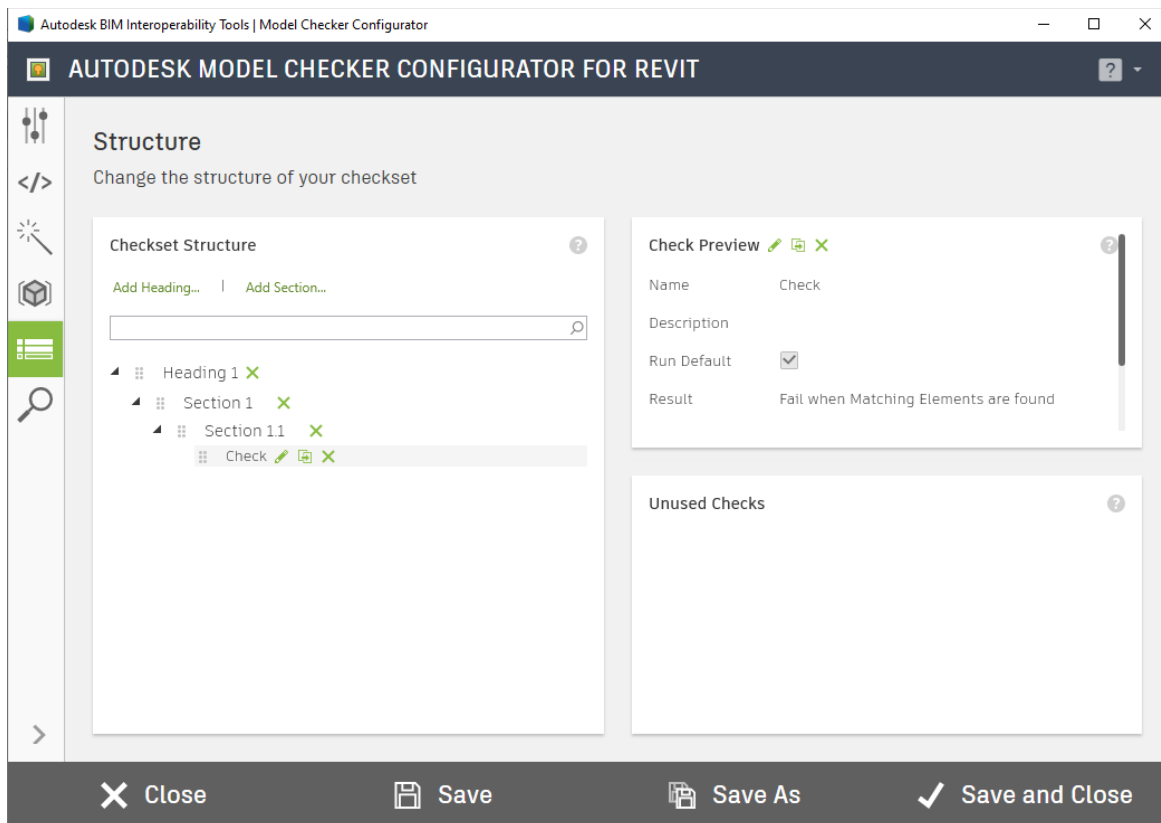 Autodesk BIM Interoperability Tools | Model Checker Configurator
AUTODESK MODEL CHECKER CONFIGURATOR FOR REVIT
?
Structure
Change the structure of your checkset
</>
Checkset Structure
?
Add Heading... | Add Section...
Heading 1
Section 1
Section 1.1
Check
Check Preview
?
Name Check
Description
Run Default
Result Fail when Matching Elements are found
Unused Checks
?
Close
Save
Save As
Save and Close